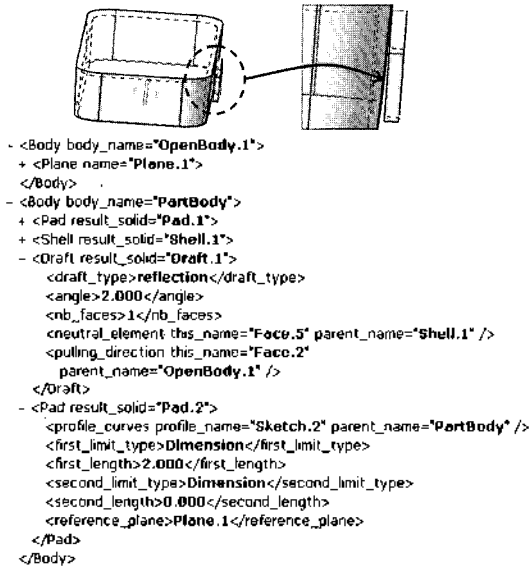 - <Body body_name="OpenBody.1">
+ <Plane name="Plane.1">
</Body>
- <Body body_name="PartBody">
+ <Pad result_solid="Pad.1">
+ <Shell result_solid="Shell.1">
- <Draft result_solid="Draft.1">
<draft_type>reflection</draft_type>
<angle>2.000</angle>
<nb_faces>1</nb_faces>
<neutral_element this_name="Face.5" parent_name="Shell.1" />
<pulling_direction this_name="Face.2"
parent_name="OpenBody.1" />
</Draft>
- <Pad result_solid="Pad.2">
<profile_curves profile_name="Sketch.2" parent_name="PartBody" />
<first_limit_type>Dimension</first_limit_type>
<first_length>2.000</first_length>
<second_limit_type>Dimension</second_limit_type>
<second_length>0.000</second_length>
<reference_plane>Plane.1</reference_plane>
</Pad>
</Body>